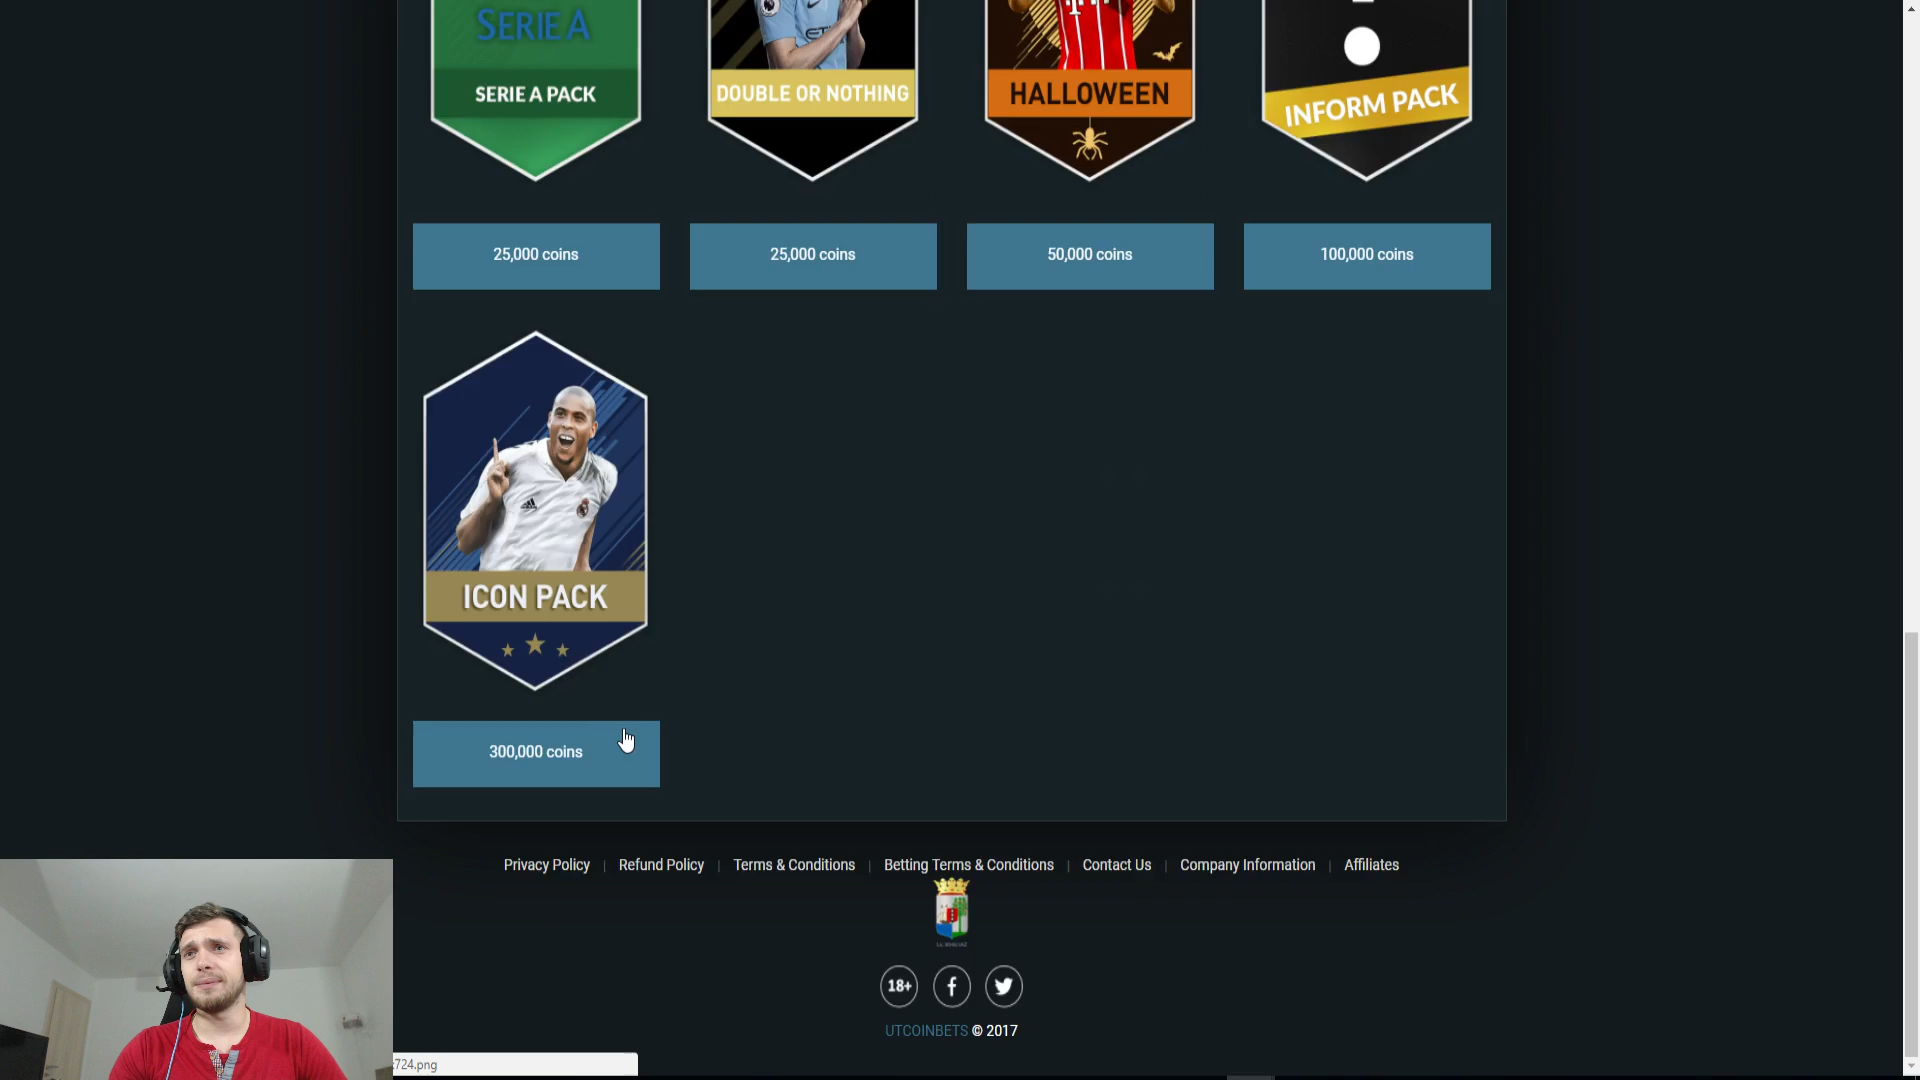 SERIE A
SERIE A PACK
DOUBLE OR NOTHING
HALLOWEEN
INFORM PACK
25,000 coins
25,000 coins
50,000 coins
100,000 coins
ICON PACK
300,000 coins
Privacy Policy | Refund Policy | Terms & Conditions | Betting Terms & Conditions | Contact Us | Company Information | Affiliates
18+
UTCOINBETS © 2017
724.png